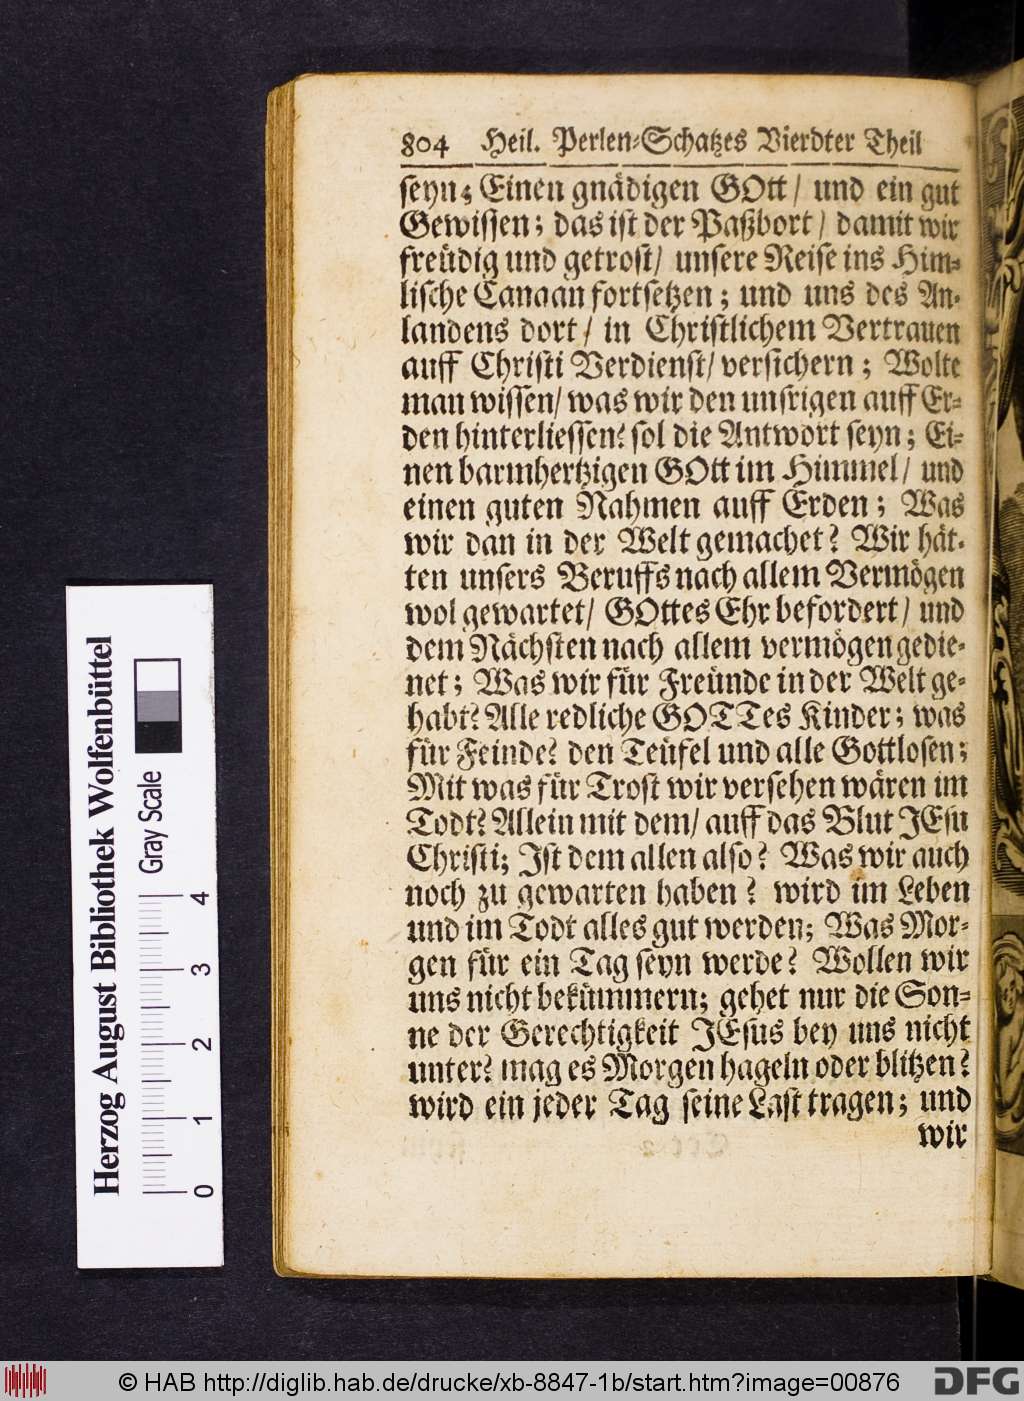 804 Heil. Perlen-Schatzes Vierdter Theil
seyn; Einen gnädigen GOtt/ und ein gut
Gewissen; das ist der Paßbort/ damit wir
freüdig und getrost/ unsere Reise ins Him-
lische Canaan fortsetzen; und uns des An-
landens dort/ in Christlichem Vertrauen
auff Christi Verdienst/ versichern; Wolte
man wissen/ was wir den unsrigen auff Er-
den hinterliessen? sol die Antwort seyn; Ei-
nen barmhertzigen GOtt im Himmel/ und
einen guten Nahmen auff Erden; Was
wir dan in der Welt gemachet? Wir hät-
ten unsers Beruffs nach allem Vermögen
wol gewartet/ GOttes Ehr befordert/ und
dem Nächsten nach allem vermögen gedie-
net; Was wir für Freünde in der Welt ge-
habt? Alle redliche GOTTes Kinder; was
für Feinde? den Teüfel und alle Gottlosen;
Mit was für Trost wir versehen wären im
Todt? Allein mit dem/ auff das Blut JEsu
Christi; Ist dem allen also? Was wir auch
noch zu gewarten haben? wird im Leben
und im Todt alles gut werden; Was Mor-
gen für ein Tag seyn werde? Wollen wir
uns nicht bekümmern; gehet nur die Son-
ne der Gerechtigkeit JEsus bey uns nicht
unter? mag es Morgen hageln oder blitzen?
wird ein jeder Tag seine Last tragen; und
wir
Herzog August Bibliothek Wolfenbüttel
Gray Scale
0 1 2 3 4
© HAB http://diglib.hab.de/drucke/xb-8847-1b/start.htm?image=00876
DFG